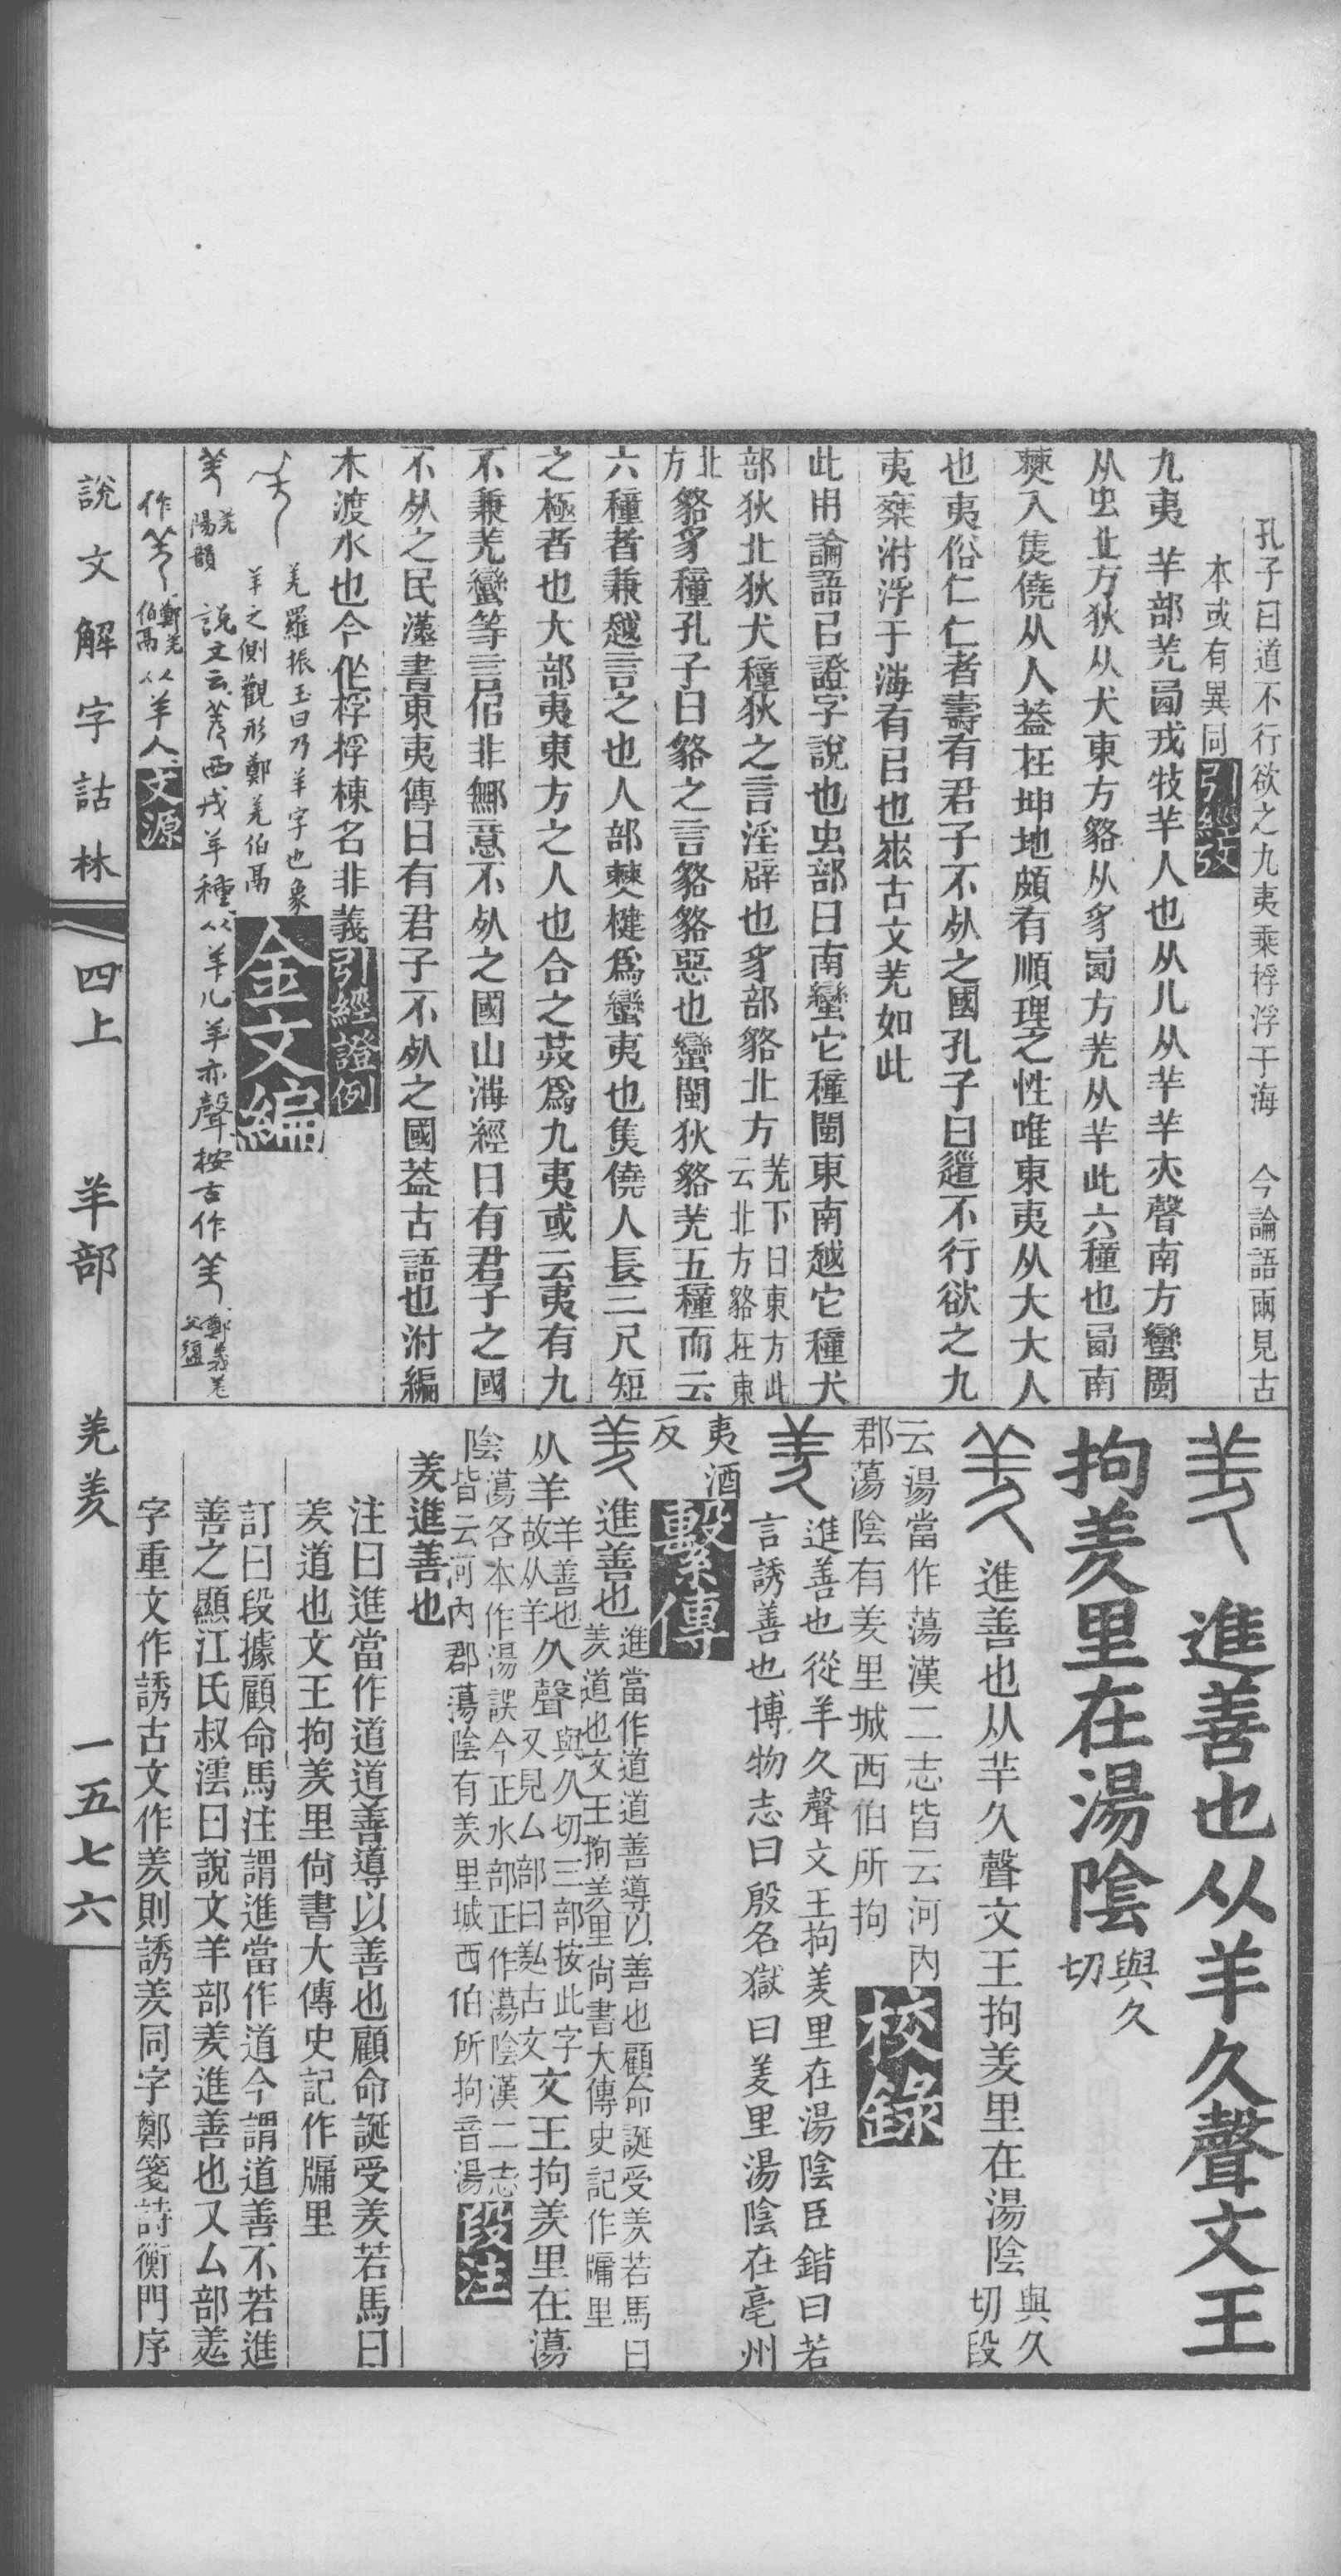 孔子曰道不行欲之九夷乘桴浮于海　今論語兩見古
本或有異同引經攷
九夷　羊部羌㘝戎牧羊人也从儿从羊羊亦聲南方蠻閩
从虫北方狄从犬東方貉从豸㘝方羌从羊此六種也㘝南
僰人僬僥从人蓋在坤地頗有順理之性唯東夷从大大人
也夷俗仁仁者壽有君子不死之國孔子曰道不行欲之九
夷棄泭浮于海有㠯也　古文羌如此
此用論語㠯證字說也虫部曰南蠻它穜閩東南越它穜犬
部狄北狄犬穜狄之言淫辟也豸部貉北方
羌下曰東方此
云北方貉在東
北
方
貉豸穜孔子曰貉之言貉貉惡也蠻閩狄貉羌五穜而云
六種者兼越言之也人部僰犍爲蠻夷也僬僥人長三尺短
之極者也大部夷東方之人也合之茲爲九夷或云夷有九
不兼羌蠻等言佀非鄦意不死之國山海經曰有君子之國
不死之民漢書東夷傳曰有君子不死之國蓋古語也泭編
木渡水也今作桴桴棟名非義引經證例
羌羅振玉曰乃羊字也象
羊之側觀形鄭羌伯鬲金文編
羌陽韻　說文云羌西戎羊種从羊儿羊亦聲按古作
鄭義羌
父盨
作
鄭羌
伯鬲
从羊人文源
羑　進善也从羊久聲文王
拘羑里在湯陰
與久
切
羑　進善也从羊久聲文王拘羑里在湯陰
與久
切段
云湯當作蕩漢二志皆云河內
郡蕩陰有羑里城西伯所拘校錄
羑　進善也從羊久聲文王拘羑里在湯陰臣鍇曰若
言誘善也博物志曰殷名獄曰羑里湯陰在亳州
夷酒
反
繫傳
羑　進善也
進當作道道善導以善也顧命誕受羑若馬曰
羑道也文王拘羑里尙書大傳史記作牖里
从羊
羊善也
故从羊
久聲
與久切三部按此字
又見厶部曰𦍎古文
文王拘羑里在蕩
陰
蕩各本作湯誤今正水部正作蕩陰漢二志
皆云河內郡蕩陰有羑里城西伯所拘音湯
段注
羑進善也
注曰進當作道道善導以善也顧命誕受羑若馬曰
羑道也文王拘羑里尙書大傳史記作牖里
訂曰段據顧命馬注謂進當作道今謂道善不若進
善之顯江氏叔澐曰說文羊部羑進善也又厶部𦍎
字重文作誘古文作羑則誘羑同字鄭箋詩衡門序
說文解字詁林　四上　羊部　羌羑　一五七六